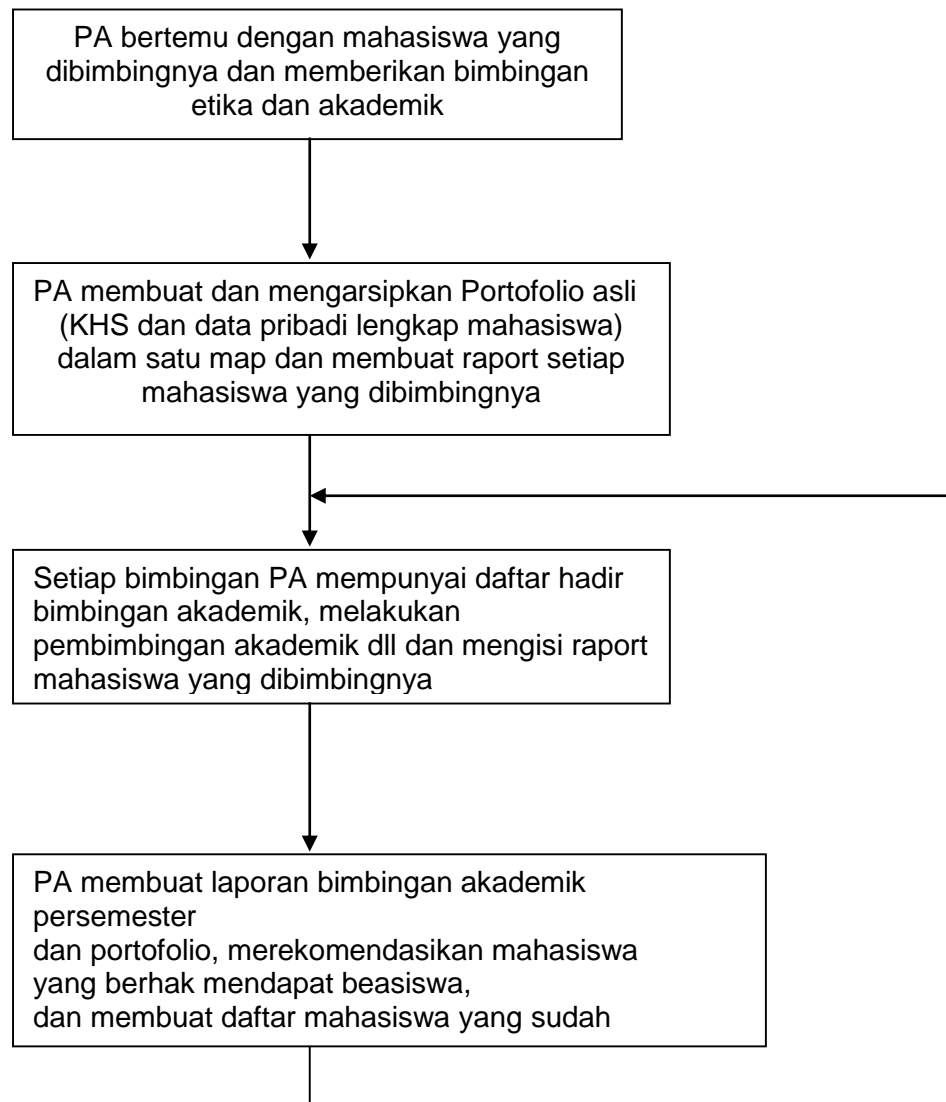 PA bertemu dengan mahasiswa yang
dibimbingnya dan memberikan bimbingan
etika dan akademik
PA membuat dan mengarsipkan Portofolio asli
(KHS dan data pribadi lengkap mahasiswa)
dalam satu map dan membuat raport setiap
mahasiswa yang dibimbingnya
Setiap bimbingan PA mempunyai daftar hadir
bimbingan akademik, melakukan
pembimbingan akademik dll dan mengisi raport
mahasiswa yang dibimbingnya
PA membuat laporan bimbingan akademik
persemester
dan portofolio, merekomendasikan mahasiswa
yang berhak mendapat beasiswa,
dan membuat daftar mahasiswa yang sudah